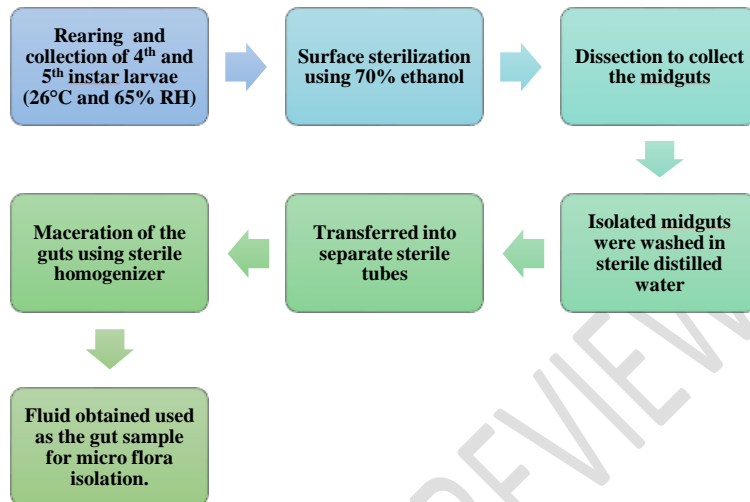 Rearing and
collection of 4th and
5th instar larvae
(26°C and 65% RH)
Surface sterilization
using 70% ethanol
Dissection to collect
the midguts
Isolated midguts
were washed in
sterile distilled
water
Transferred into
separate sterile
tubes
Maceration of the
guts using sterile
homogenizer
Fluid obtained used
as the gut sample
for micro flora
isolation.
REVIEW